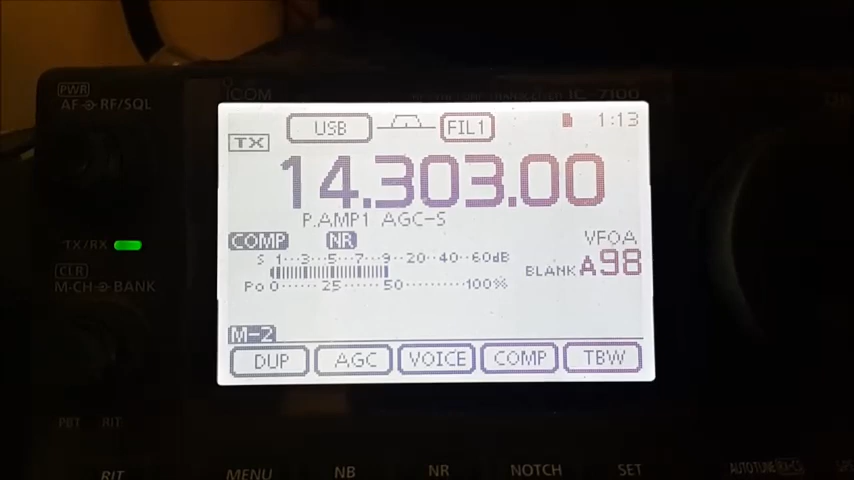 PWR
AF RF/SQL
ICOM
IC-7100
USB
FIL1
1:13
TX
14.303.00
P.AMP1 AGC-S
COMP NR
VFOA
S 1···3···5···7···9··20··40··60dB
BLANK A98
Po 0······25······50·········100%
TX/RX
CLR
M-CH BANK
M-2
DUP AGC VOICE COMP TBW
PBT RIT
RIT MENU NB NR NOTCH SET AUTOTUNE